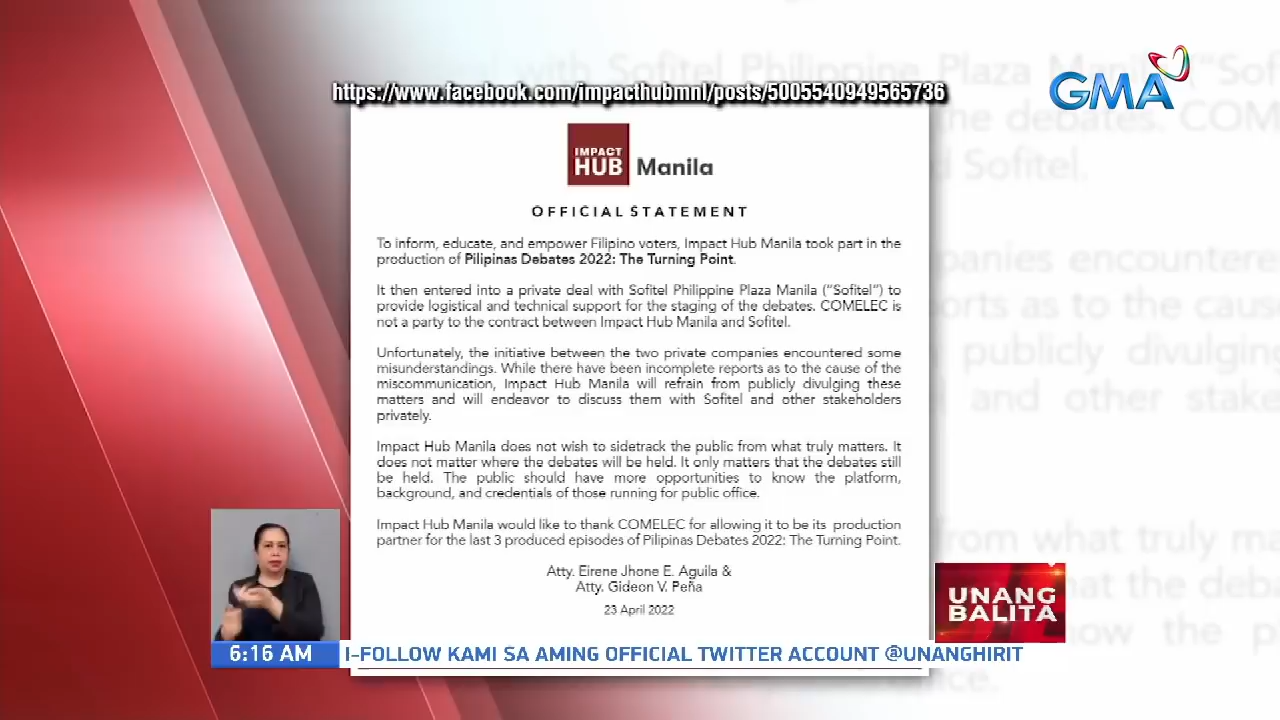 https://www.facebook.com/impacthubmnl/posts/5005540949565736
GMA
IMPACT
HUB Manila
OFFICIAL STATEMENT
To inform, educate, and empower Filipino voters, Impact Hub Manila took part in the
production of Pilipinas Debates 2022: The Turning Point.
It then entered into a private deal with Sofitel Philippine Plaza Manila ("Sofitel") to
provide logistical and technical support for the staging of the debates. COMELEC is
not a party to the contract between Impact Hub Manila and Sofitel.
Unfortunately, the initiative between the two private companies encountered some
misunderstandings. While there have been incomplete reports as to the cause of the
miscommunication, Impact Hub Manila will refrain from publicly divulging these
matters and will endeavor to discuss them with Sofitel and other stakeholders
privately.
Impact Hub Manila does not wish to sidetrack the public from what truly matters. It
does not matter where the debates will be held. It only matters that the debates still
be held. The public should have more opportunities to know the platform,
background, and credentials of those running for public office.
Impact Hub Manila would like to thank COMELEC for allowing it to be its production
partner for the last 3 produced episodes of Pilipinas Debates 2022: The Turning Point.
Atty. Eirene Jhone E. Aguila &
Atty. Gideon V. Peña
23 April 2022
UNANG
BALITA
6:16 AM
I-FOLLOW KAMI SA AMING OFFICIAL TWITTER ACCOUNT @UNANGHIRIT